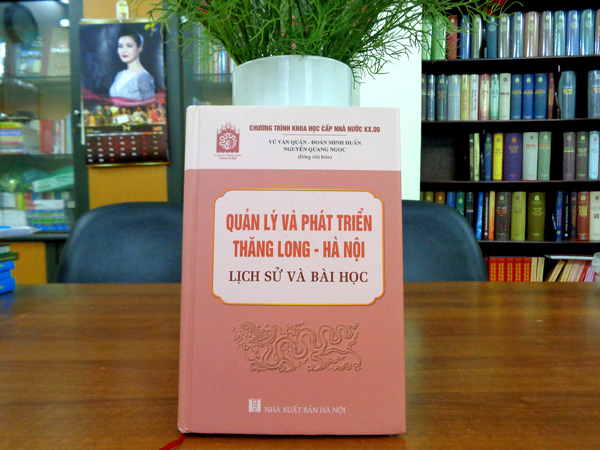 CHƯƠNG TRÌNH KHOA HỌC CẤP NHÀ NƯỚC KX.09
VŨ VĂN QUÂN - ĐOÀN MINH HUẤN
NGUYỄN QUANG NGỌC
(Đồng chủ biên)
QUẢN LÝ VÀ PHÁT TRIỂN
THĂNG LONG - HÀ NỘI
LỊCH SỬ VÀ BÀI HỌC
NHÀ XUẤT BẢN HÀ NỘI